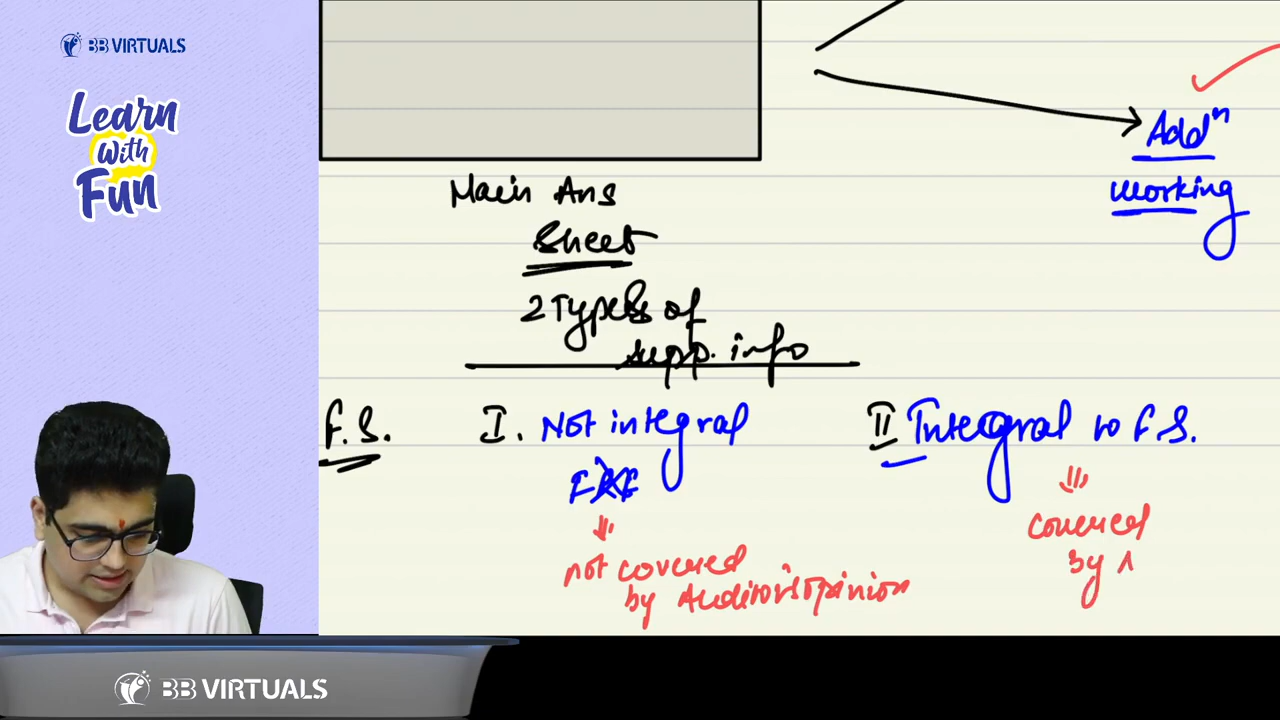 BB VIRTUALS
Learn
With
Fun
Addn
working
Main Ans
Sheet
2 Types of
supp. info
F.S.
I. Not integral
II Integral to F.S.
not covered
by Auditor's opinion
covered
by A
BB VIRTUALS